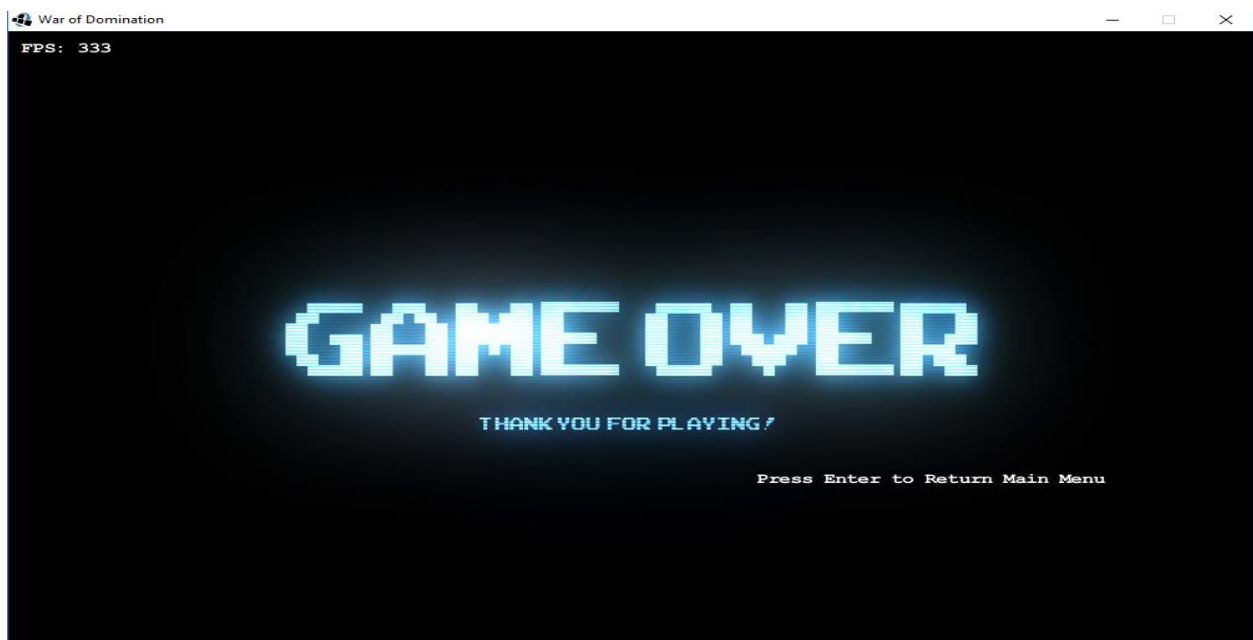 War of Domination
FPS: 333
GAME OVER
THANK YOU FOR PLAYING!
Press Enter to Return Main Menu